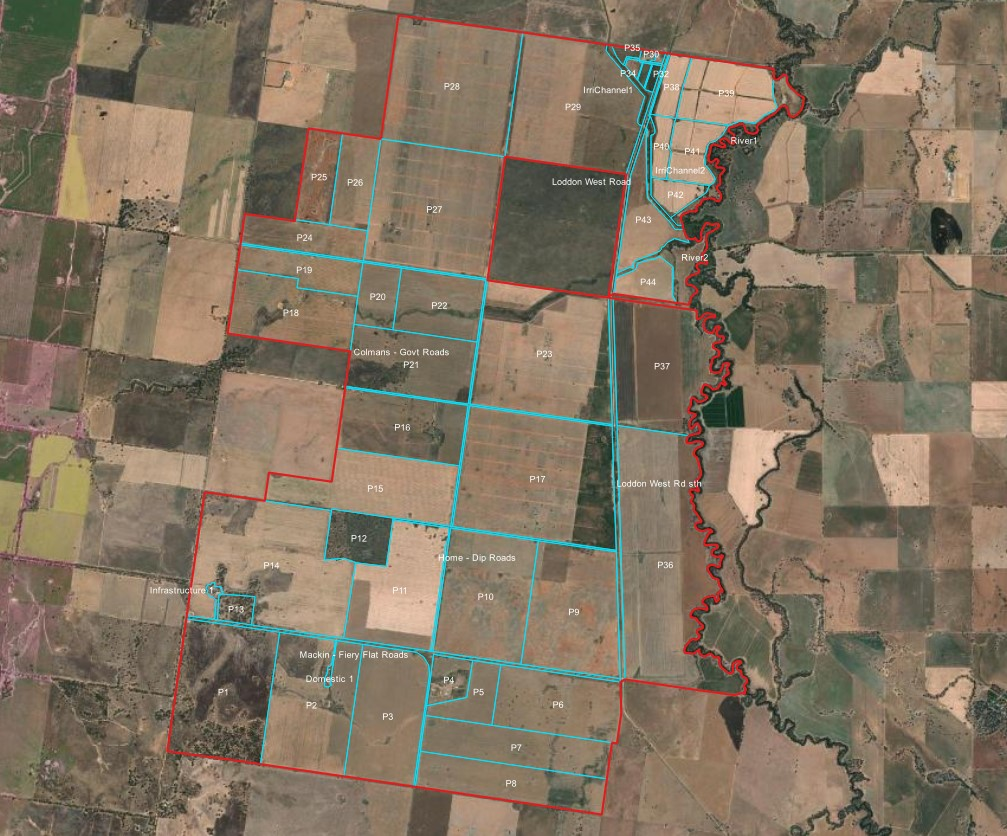 P35
P30
P34
P32
P28
P38
IrriChannel1
P39
P29
River1
P40
P41
IrriChannel2
P25
P26
Loddon West Road
P42
P27
P43
P24
River2
P19
P44
P20
P22
P18
Colmans - Govt Roads
P23
P21
P37
P16
P17
Loddon West Rd sth
P15
P12
Home - Dip Roads
P14
P36
Infrastructure 1
P11
P10
P13
P9
Mackin - Fiery Flat Roads
Domestic 1
P4
P1
P5
P2
P6
P3
P7
P8